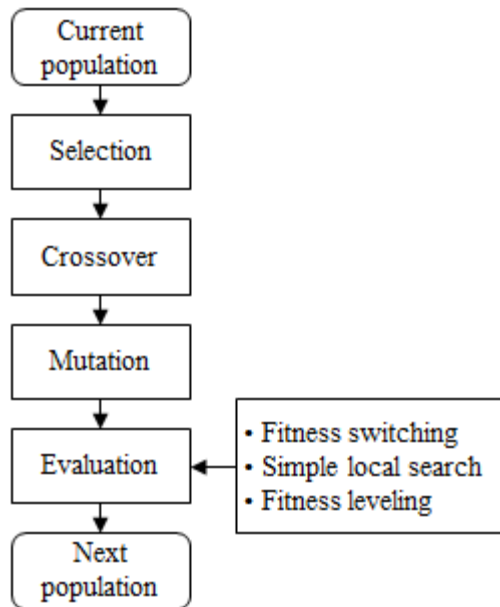 Current
population
Selection
Crossover
Mutation
Evaluation
• Fitness switching
• Simple local search
• Fitness leveling
Next
population